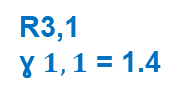 R3,1
ɣ 1, 1 = 1.4